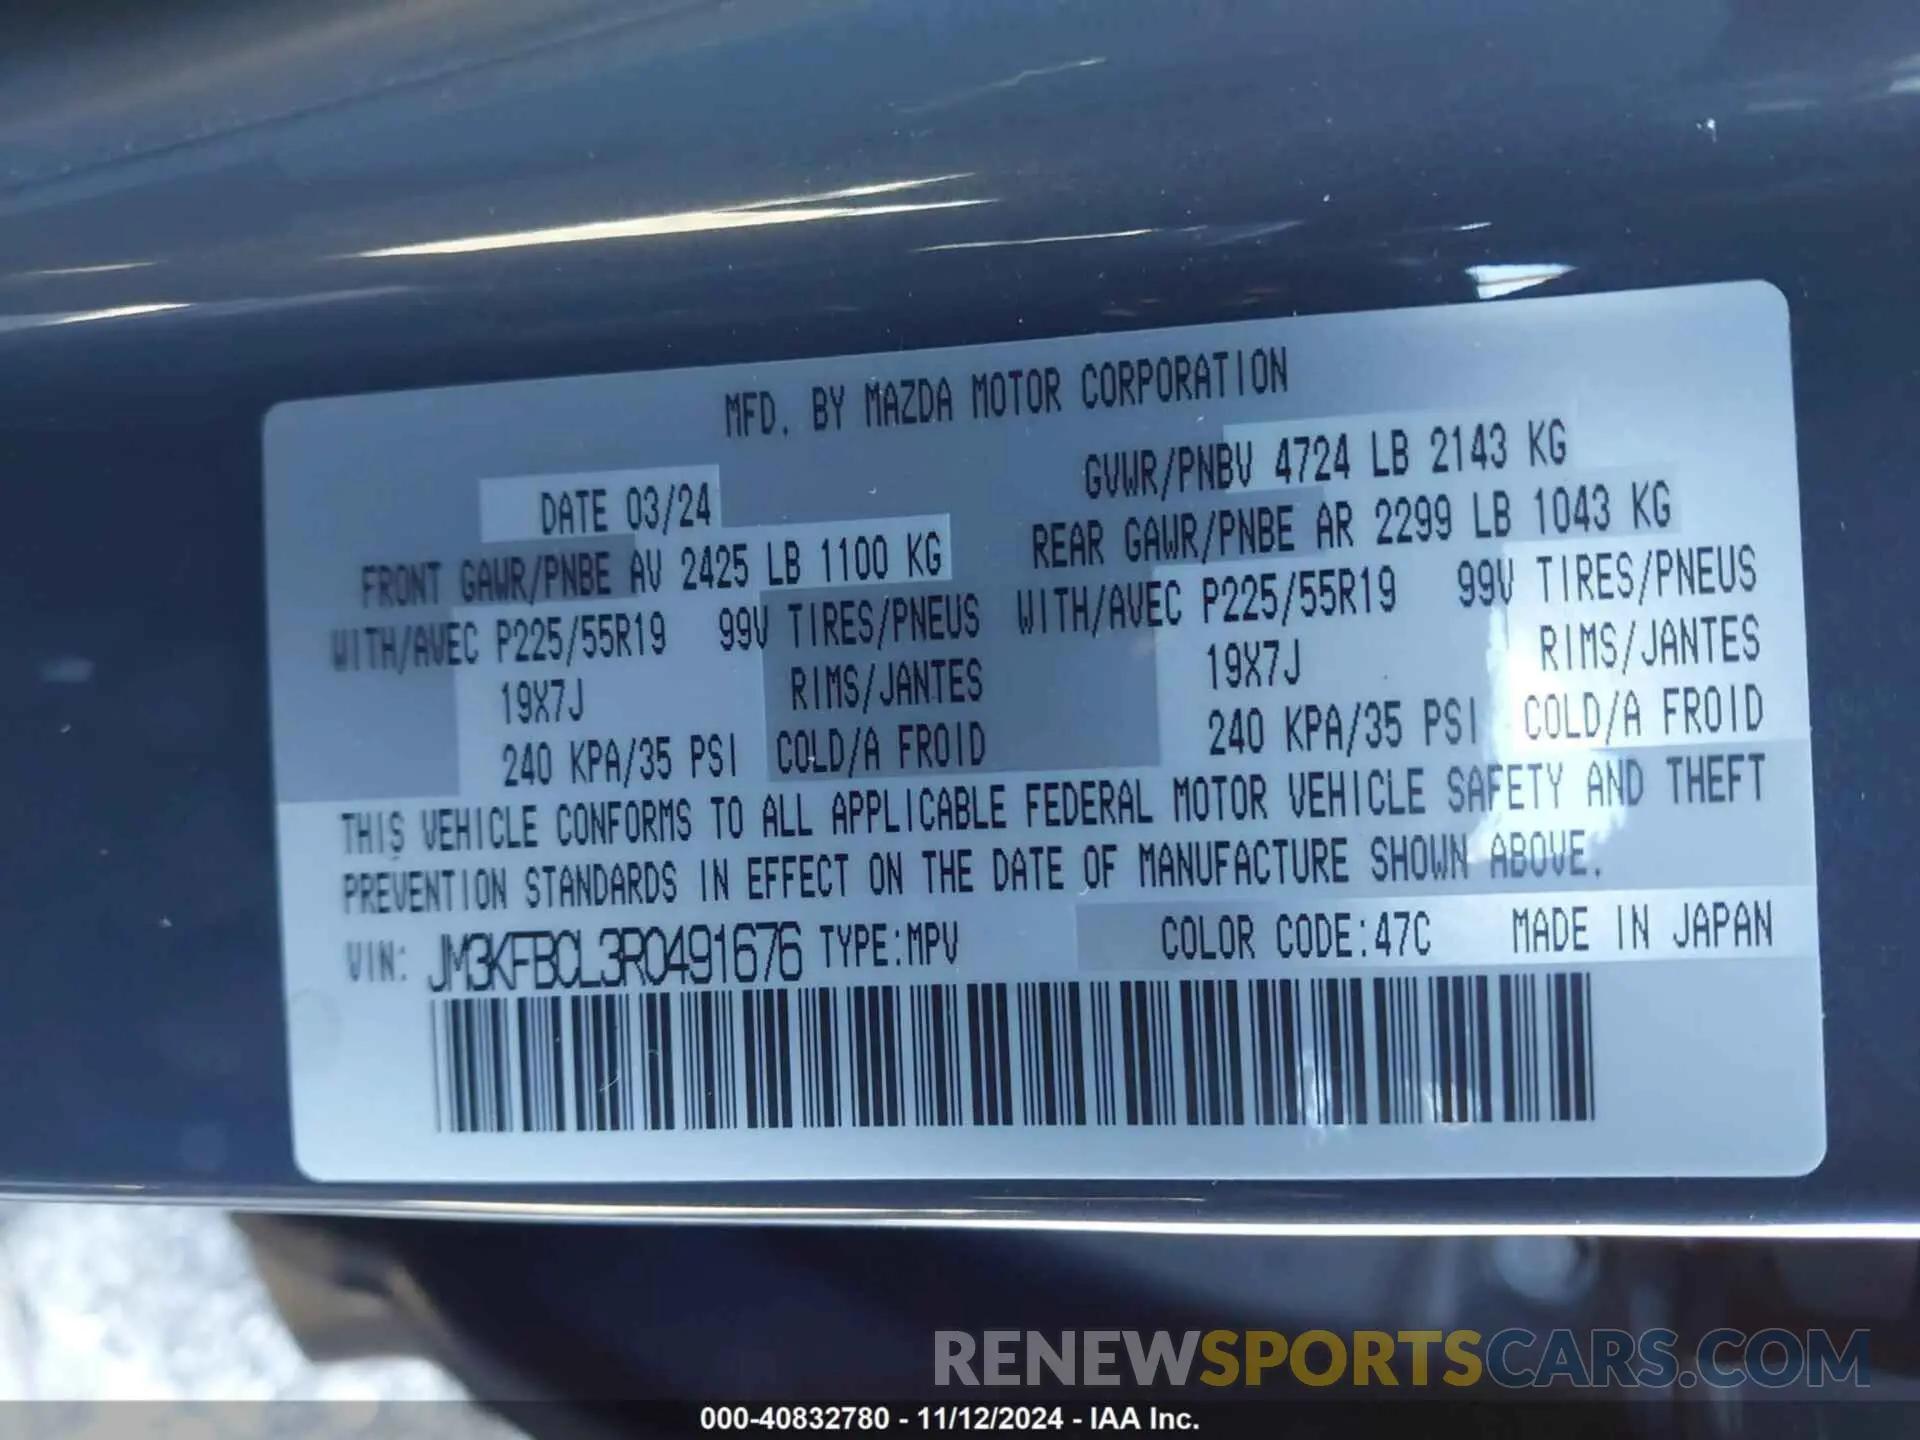 MFD. BY MAZDA MOTOR CORPORATION
DATE 03/24 GVWR/PNBV 4724 LB 2143 KG
FRONT GAWR/PNBE AV 2425 LB 1100 KG REAR GAWR/PNBE AR 2299 LB 1043 KG
WITH/AVEC P225/55R19 99V TIRES/PNEUS WITH/AVEC P225/55R19 99V TIRES/PNEUS
19X7J RIMS/JANTES 19X7J RIMS/JANTES
240 KPA/35 PSI COLD/A FROID 240 KPA/35 PSI COLD/A FROID
THIS VEHICLE CONFORMS TO ALL APPLICABLE FEDERAL MOTOR VEHICLE SAFETY AND THEFT
PREVENTION STANDARDS IN EFFECT ON THE DATE OF MANUFACTURE SHOWN ABOVE.
VIN: JM3KFBCL3R0491676 TYPE:MPV COLOR CODE:47C MADE IN JAPAN
RENEWSPORTSCARS.COM
000-40832780 - 11/12/2024 - IAA Inc.